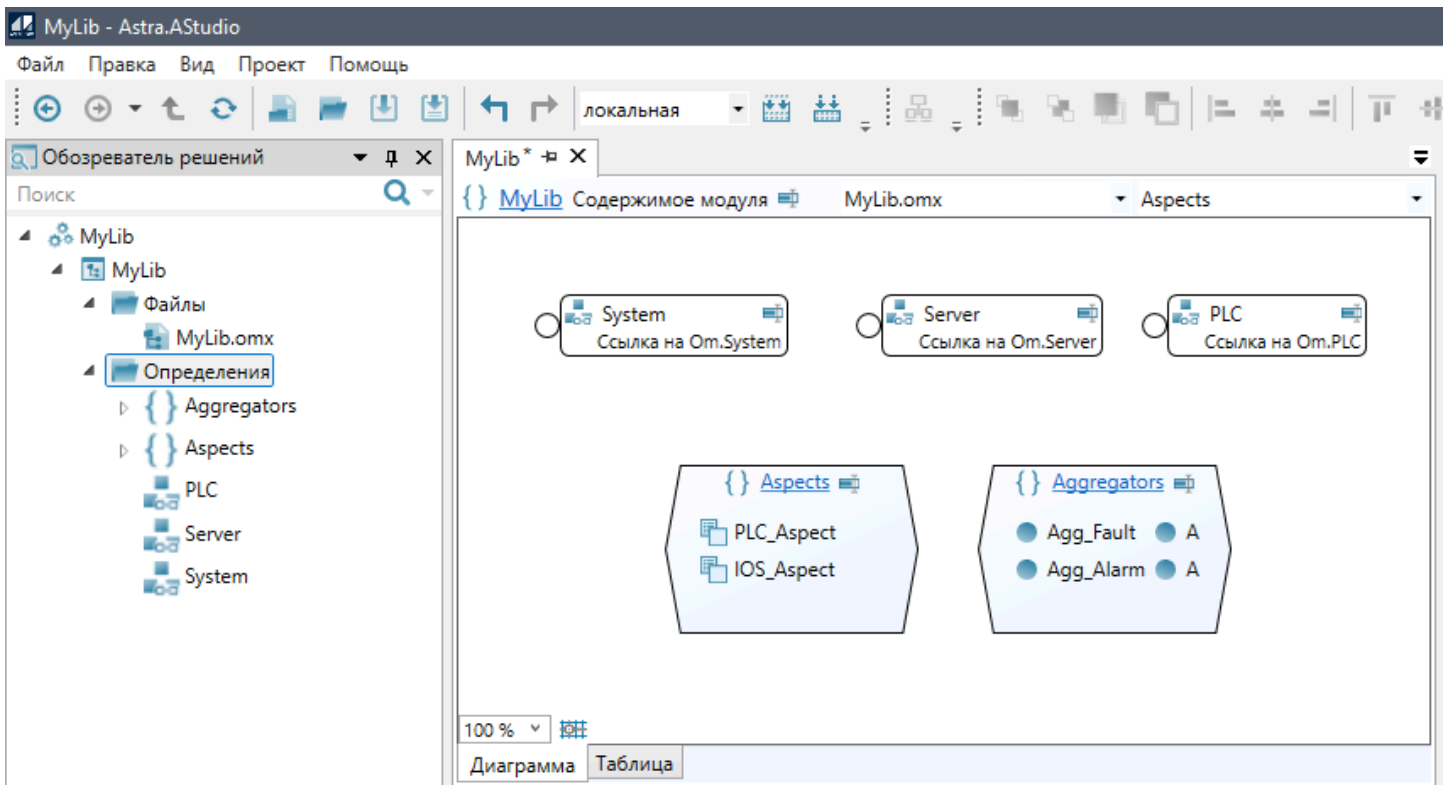 MyLib - Astra.AStudio
Файл Правка Вид Проект Помощь
локальная
Обозреватель решений
MyLib*
Поиск
{ } MyLib Содержимое модуля MyLib.omx Aspects
MyLib
MyLib
Файлы
MyLib.omx
Определения
{ } Aggregators
{ } Aspects
PLC
Server
System
System
Ссылка на Om.System
Server
Ссылка на Om.Server
PLC
Ссылка на Om.PLC
{ } Aspects
PLC_Aspect
IOS_Aspect
{ } Aggregators
Agg_Fault A
Agg_Alarm A
100 %
Диаграмма Таблица